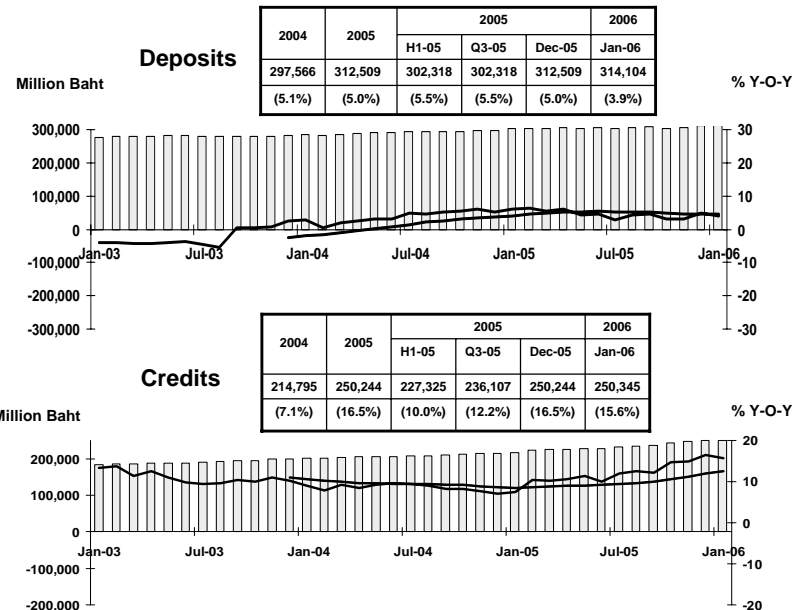 Deposits
2004 2005 2005 2006
H1-05 Q3-05 Dec-05 Jan-06
297,566 312,509 302,318 302,318 312,509 314,104
(5.1%) (5.0%) (5.5%) (5.5%) (5.0%) (3.9%)
Million Baht % Y-O-Y
300,000 30
200,000 20
100,000 10
0 0
Jan-03 Jul-03 Jan-04 Jul-04 Jan-05 Jul-05 Jan-06
-100,000 -10
-200,000 -20
-300,000 -30
Credits
2004 2005 2005 2006
H1-05 Q3-05 Dec-05 Jan-06
214,795 250,244 227,325 236,107 250,244 250,345
(7.1%) (16.5%) (10.0%) (12.2%) (16.5%) (15.6%)
Million Baht % Y-O-Y
20
200,000
100,000 10
0 0
Jan-03 Jul-03 Jan-04 Jul-04 Jan-05 Jul-05 Jan-06
-100,000 -10
-200,000 -20